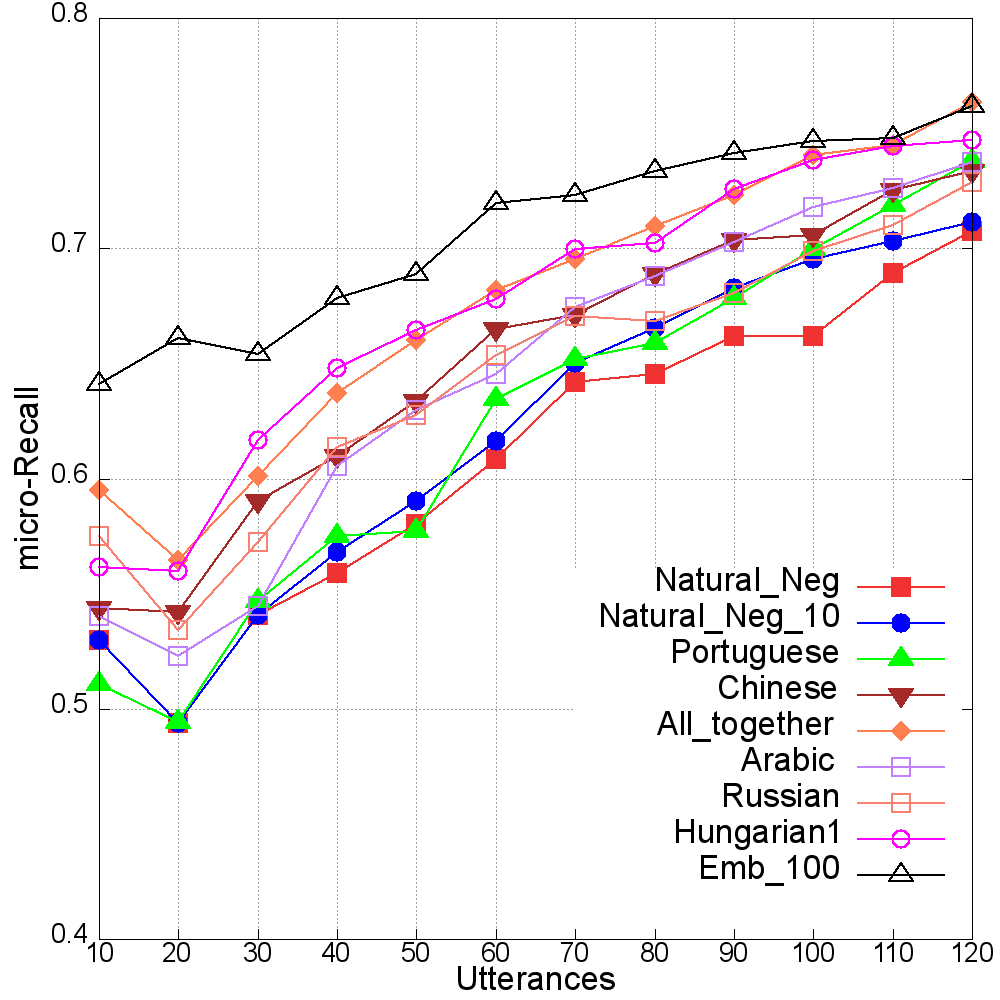 0.8
0.7
0.6
0.5
0.4
micro-Recall
Natural_Neg
Natural_Neg_10
Portuguese
Chinese
All_together
Arabic
Russian
Hungarian1
Emb_100
10 20 30 40 50 60 70 80 90 100 110 120
Utterances